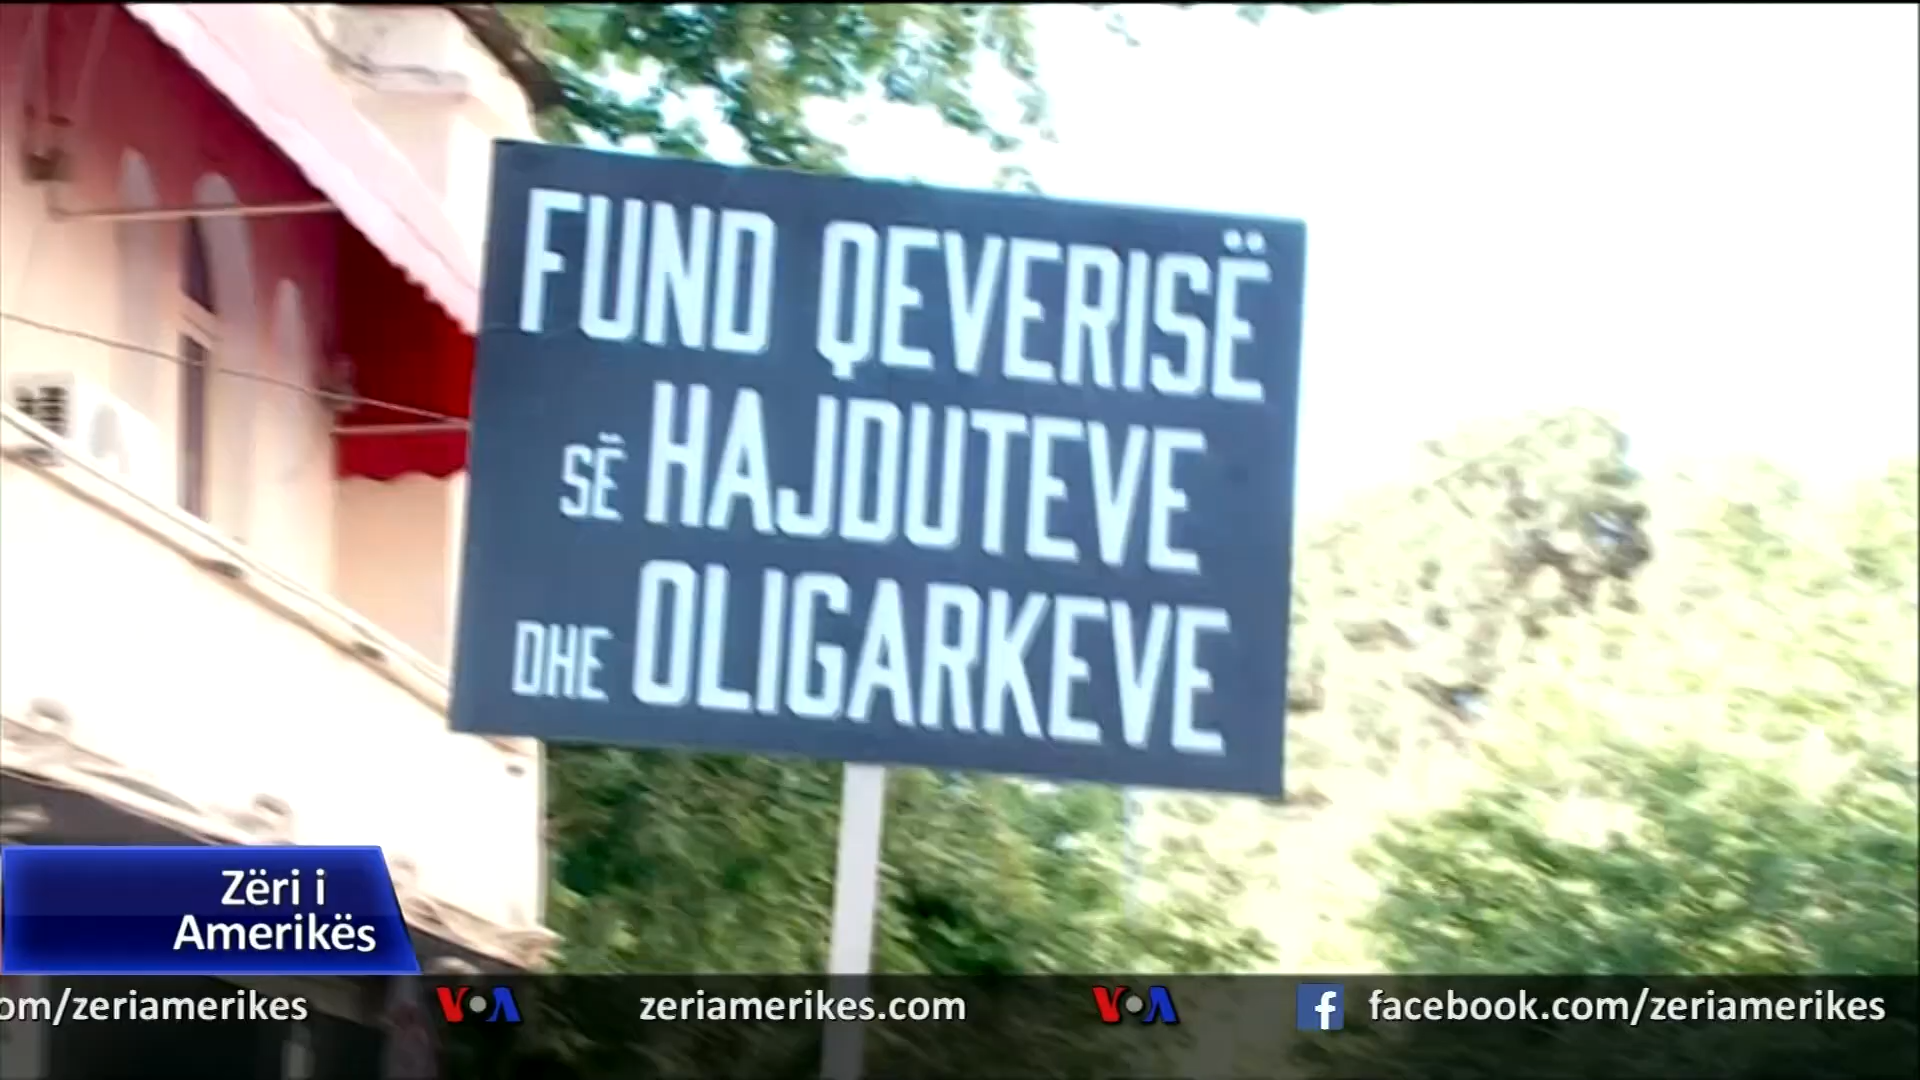 FUND QEVERISË
SË HAJDUTEVE
DHE OLIGARKEVE
Zëri i
Amerikës
om/zeriamerikes
VOA
zeriamerikes.com
VOA
facebook.com/zeriamerikes